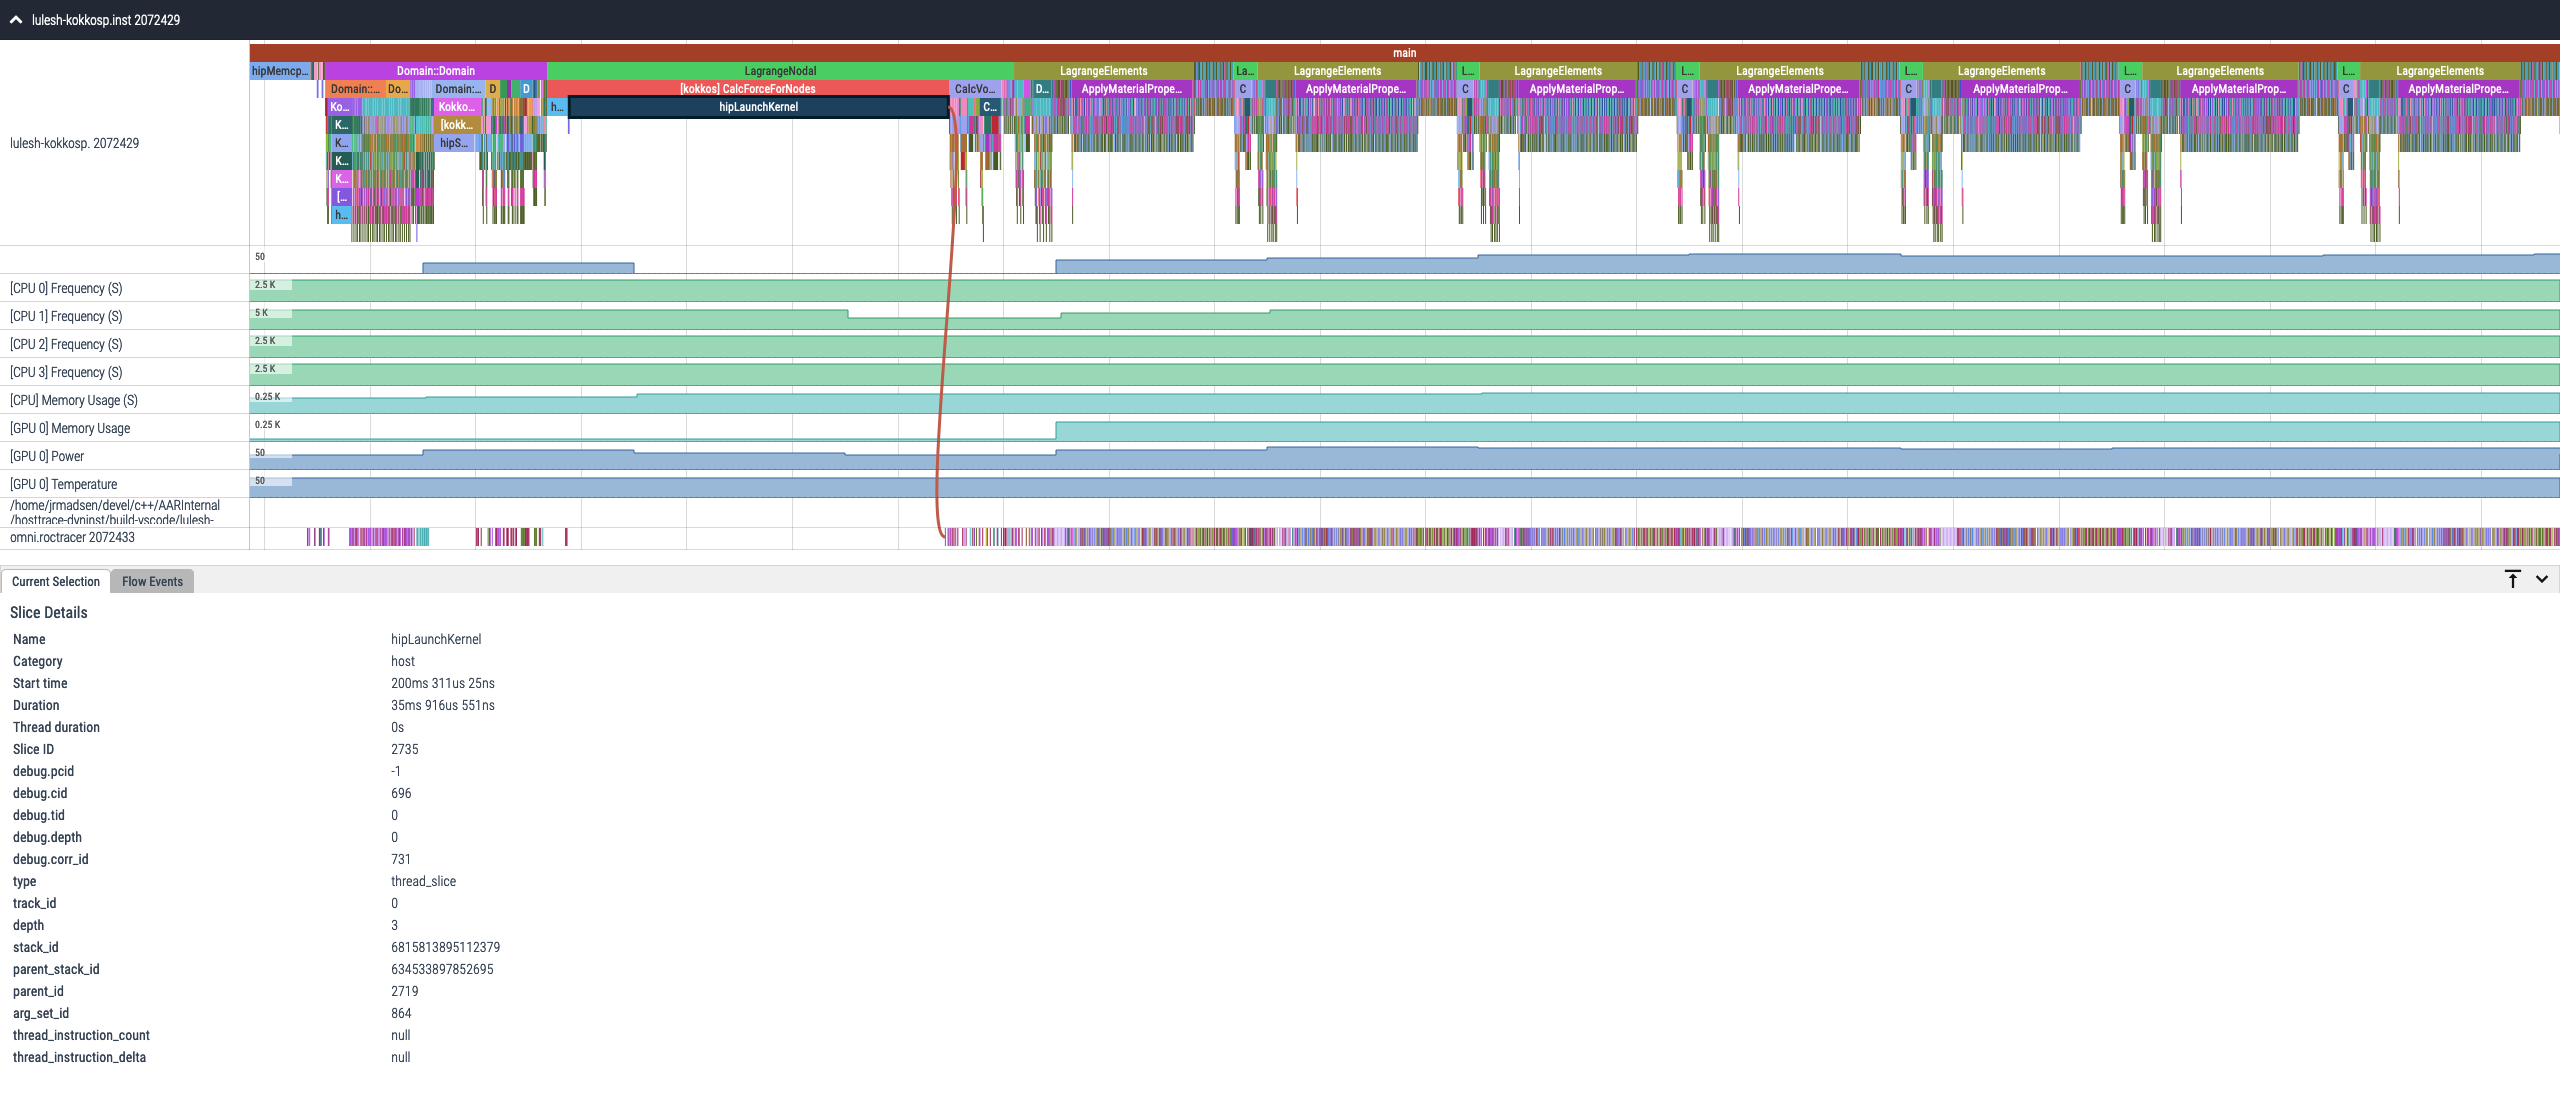 lulesh-kokkosp.inst 2072429
main
hipMemcp... Domain::Domain LagrangeNodal LagrangeElements La... LagrangeElements L... LagrangeElements L... LagrangeElements L... LagrangeElements L... LagrangeElements L... LagrangeElements
Domain::... Do... Domain:... D D [kokkos] CalcForceForNodes CalcVo... D... ApplyMaterialPrope... C ApplyMaterialPrope... C ApplyMaterialProp... C ApplyMaterialPrope... C ApplyMaterialProp... C ApplyMaterialProp... C ApplyMaterialPrope...
Ko... Kokko... h... hipLaunchKernel C...
K... [kokk...
lulesh-kokkosp. 2072429
K... hipS...
K...
K...
[...
h...
50
[CPU 0] Frequency (S) 2.5 K
[CPU 1] Frequency (S) 5 K
[CPU 2] Frequency (S) 2.5 K
[CPU 3] Frequency (S) 2.5 K
[CPU] Memory Usage (S) 0.25 K
[GPU 0] Memory Usage 0.25 K
[GPU 0] Power 50
[GPU 0] Temperature 50
/home/jrmadsen/devel/c++/AARInternal
/hosttrace-dyninst/build-vscode/lulesh-
omni.roctracer 2072433
Current Selection Flow Events
Slice Details
Name hipLaunchKernel
Category host
Start time 200ms 311us 25ns
Duration 35ms 916us 551ns
Thread duration 0s
Slice ID 2735
debug.pcid -1
debug.cid 696
debug.tid 0
debug.depth 0
debug.corr_id 731
type thread_slice
track_id 0
depth 3
stack_id 6815813895112379
parent_stack_id 634533897852695
parent_id 2719
arg_set_id 864
thread_instruction_count null
thread_instruction_delta null